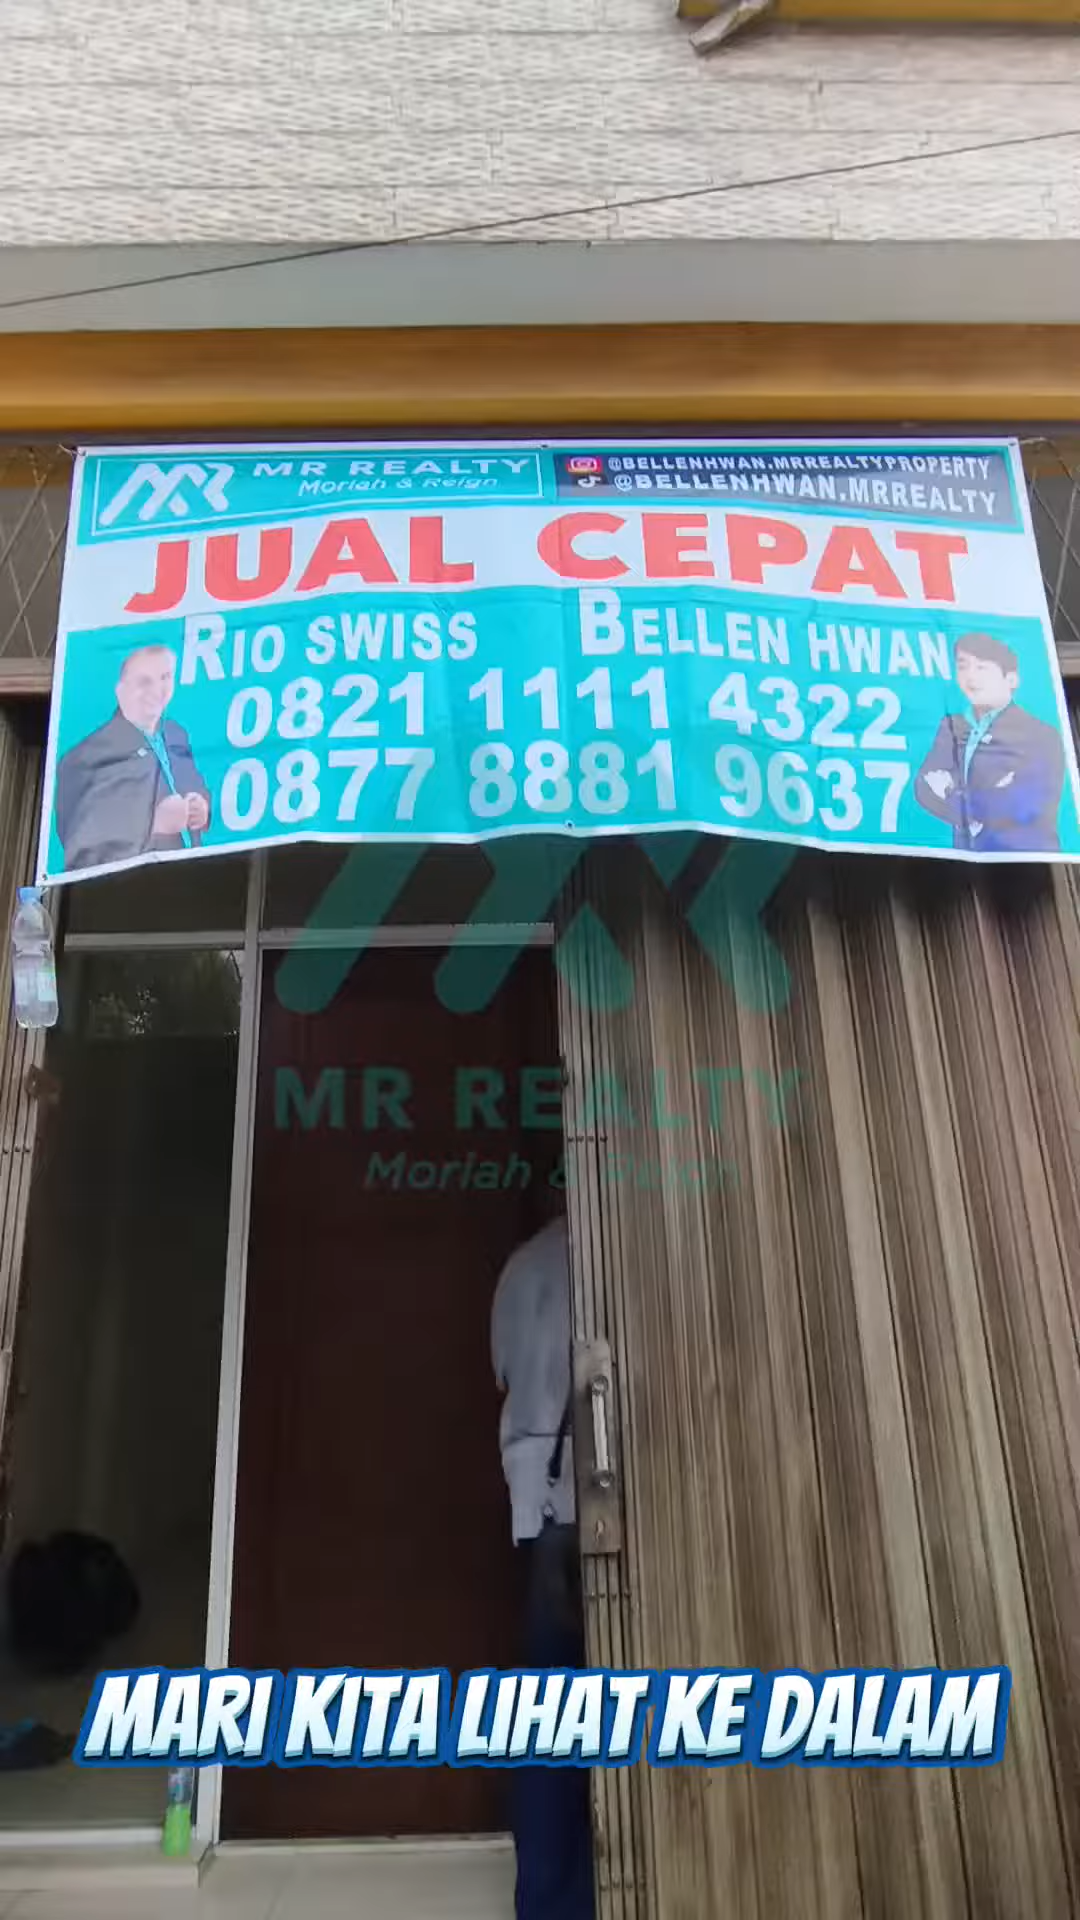 MR REALTY
Moriah & Reign
@BELLENHWAN.MRREALTYPROPERTY
@BELLENHWAN.MRREALTY
JUAL CEPAT
RIO SWISS BELLEN HWAN
0821 1111 4322
0877 8881 9637
MR REALTY
Moriah & Reign
MARI KITA LIHAT KE DALAM